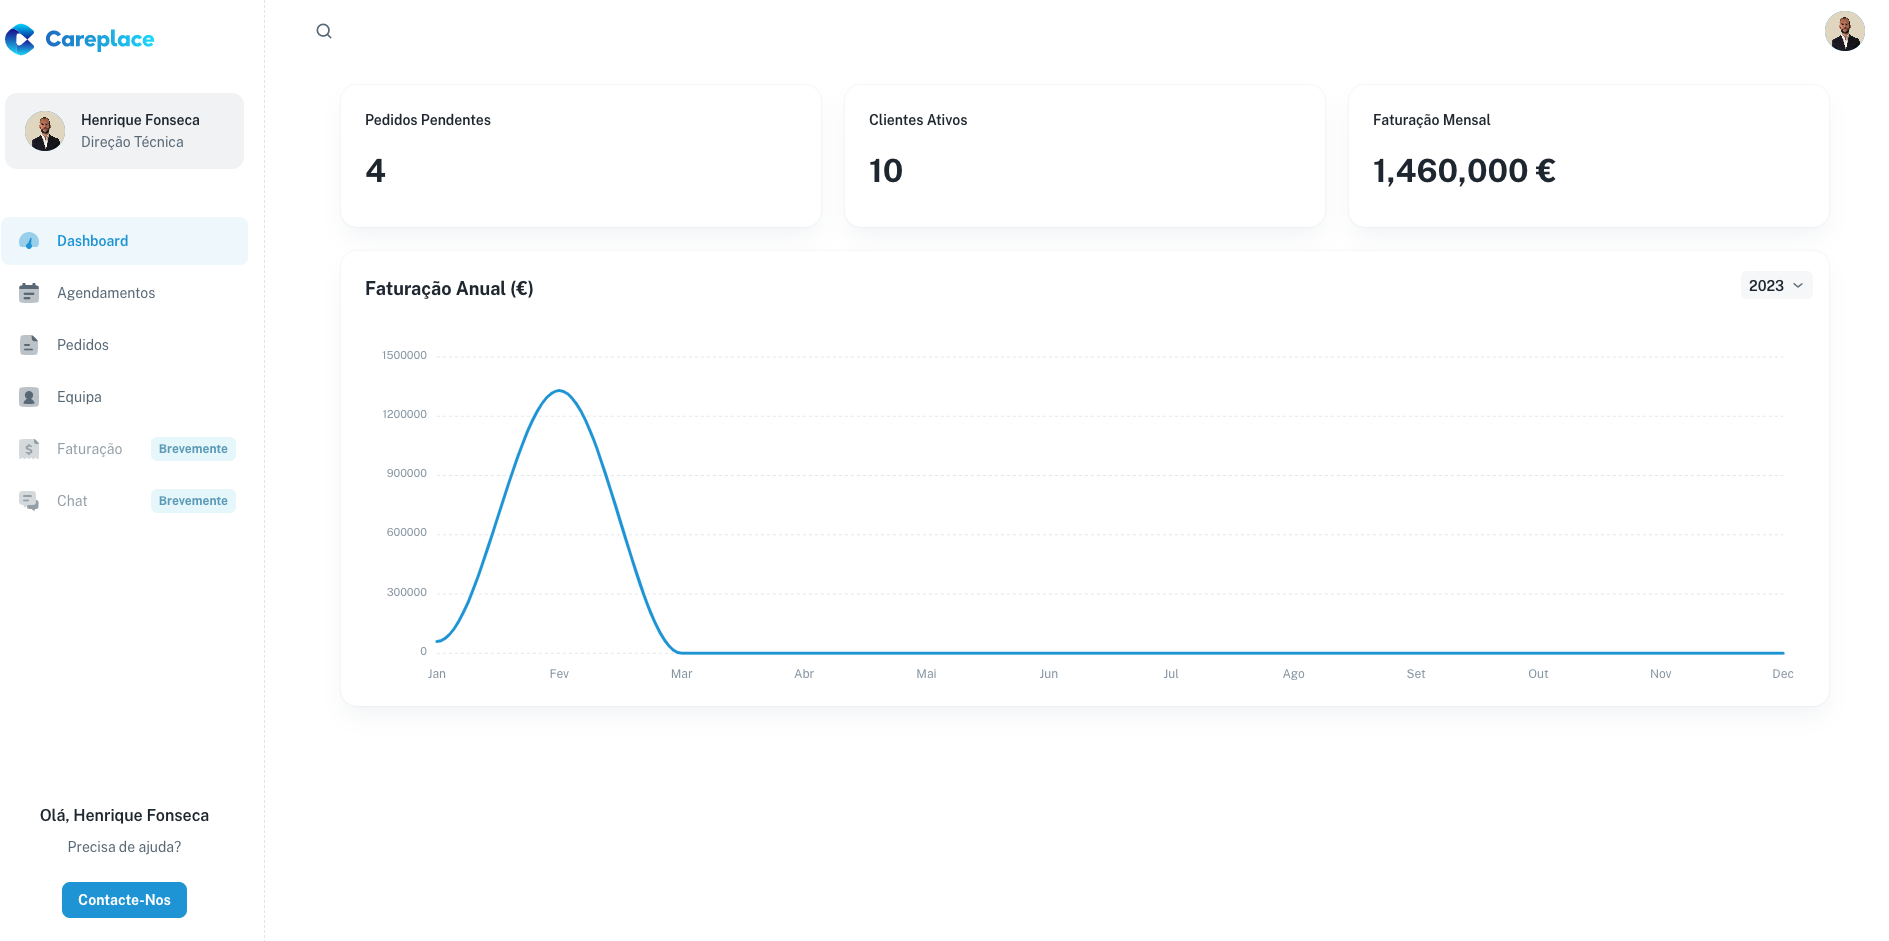 Careplace
Henrique Fonseca
Direção Técnica
Dashboard
Agendamentos
Pedidos
Equipa
Faturação Brevemente
Chat Brevemente
Olá, Henrique Fonseca
Precisa de ajuda?
Contacte-Nos
Pedidos Pendentes
4
Clientes Ativos
10
Faturação Mensal
1,460,000 €
Faturação Anual (€)
2023
1500000
1200000
900000
600000
300000
0
Jan Fev Mar Abr Mai Jun Jul Ago Set Out Nov Dec